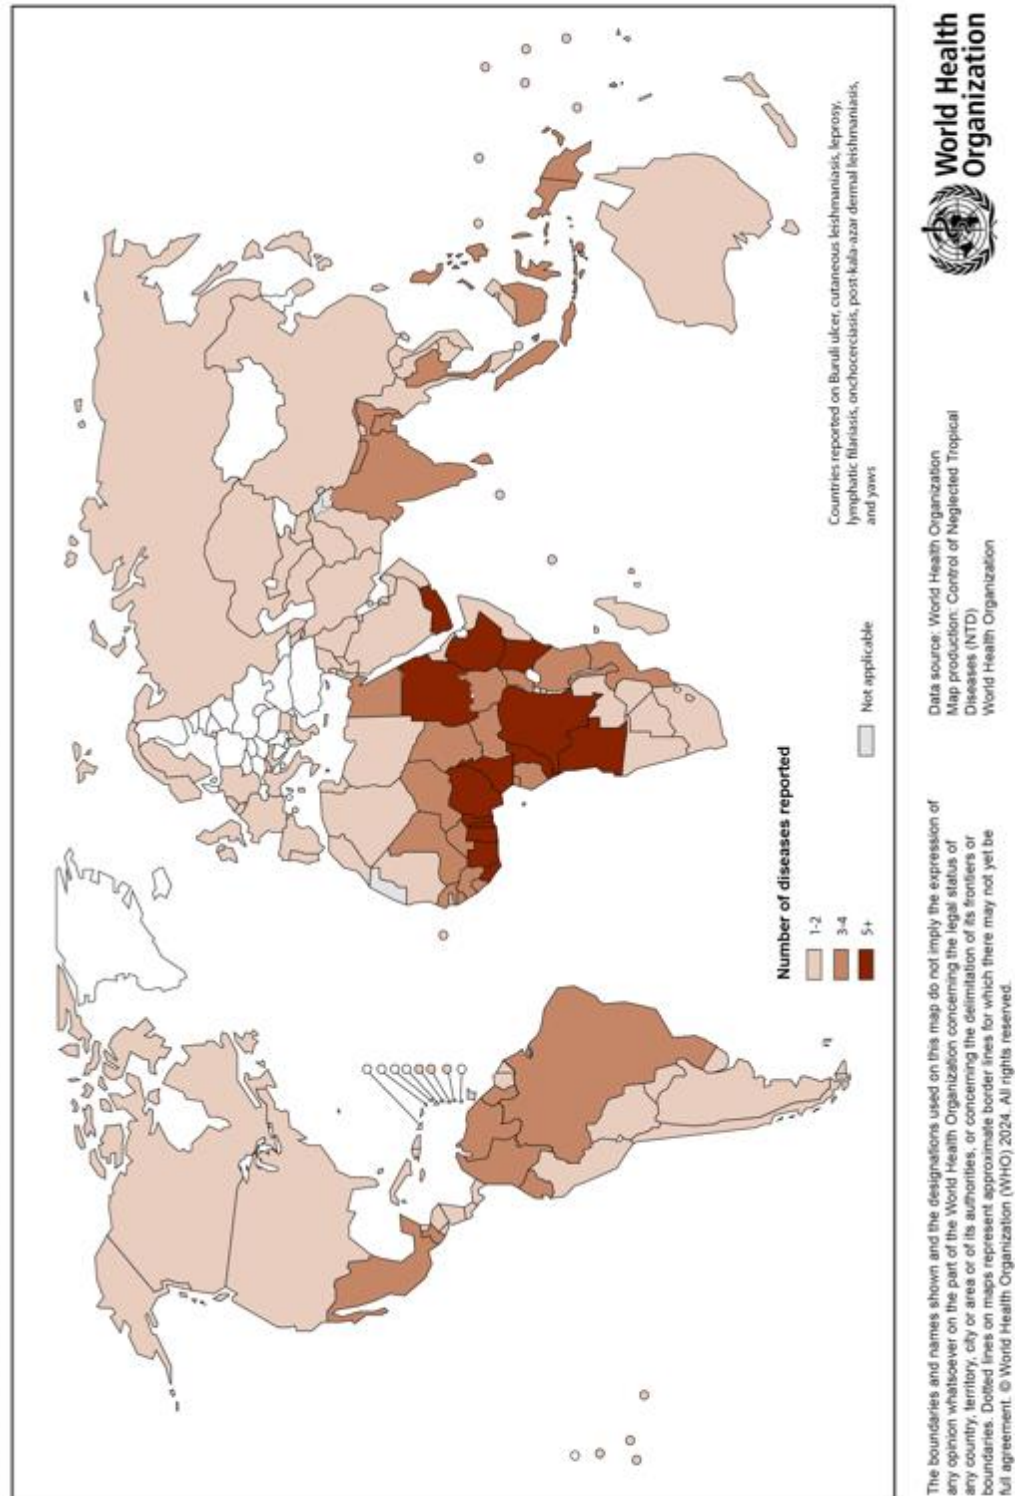 Number of diseases reported
1-2
3-4
5+
Not applicable
Countries reported on Buruli ulcer, cutaneous leishmaniasis, leprosy,
lymphatic filariasis, onchocerciasis, post-kala-azar dermal leishmaniasis,
and yaws
The boundaries and names shown and the designations used on this map do not imply the expression of
any opinion whatsoever on the part of the World Health Organization concerning the legal status of
any country, territory, city or area or of its authorities, or concerning the delimitation of its frontiers or
boundaries. Dotted lines on maps represent approximate border lines for which there may not yet be
full agreement. © World Health Organization (WHO) 2024. All rights reserved.
Data source: World Health Organization
Map production: Control of Neglected Tropical
Diseases (NTD)
World Health Organization
World Health
Organization